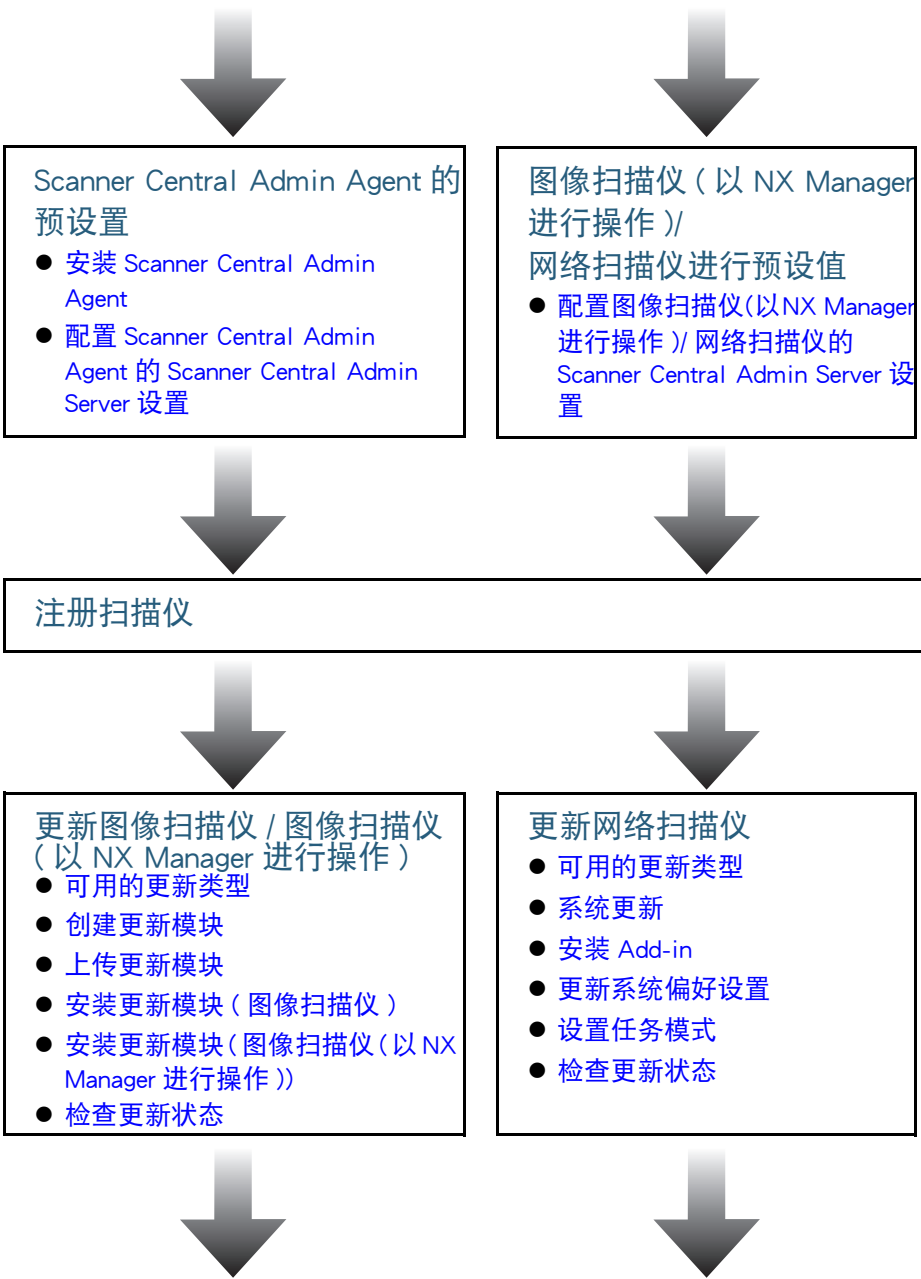 Scanner Central Admin Agent 的
预设置
● 安装 Scanner Central Admin
Agent
● 配置 Scanner Central Admin
Agent 的 Scanner Central Admin
Server 设置
图像扫描仪 ( 以 NX Manager
进行操作 )/
网络扫描仪进行预设值
● 配置图像扫描仪(以NX Manager
进行操作 )/ 网络扫描仪的
Scanner Central Admin Server 设
置
注册扫描仪
更新图像扫描仪 / 图像扫描仪
( 以 NX Manager 进行操作 )
● 可用的更新类型
● 创建更新模块
● 上传更新模块
● 安装更新模块 ( 图像扫描仪 )
● 安装更新模块 ( 图像扫描仪 ( 以 NX
Manager 进行操作 ))
● 检查更新状态
更新网络扫描仪
● 可用的更新类型
● 系统更新
● 安装 Add-in
● 更新系统偏好设置
● 设置任务模式
● 检查更新状态